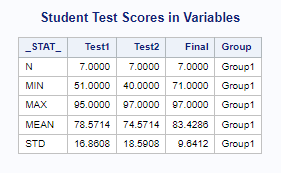 Student Test Scores in Variables
_STAT_ Test1 Test2 Final Group
N 7.0000 7.0000 7.0000 Group1
MIN 51.0000 40.0000 71.0000 Group1
MAX 95.0000 97.0000 97.0000 Group1
MEAN 78.5714 74.5714 83.4286 Group1
STD 16.8608 18.5908 9.6412 Group1